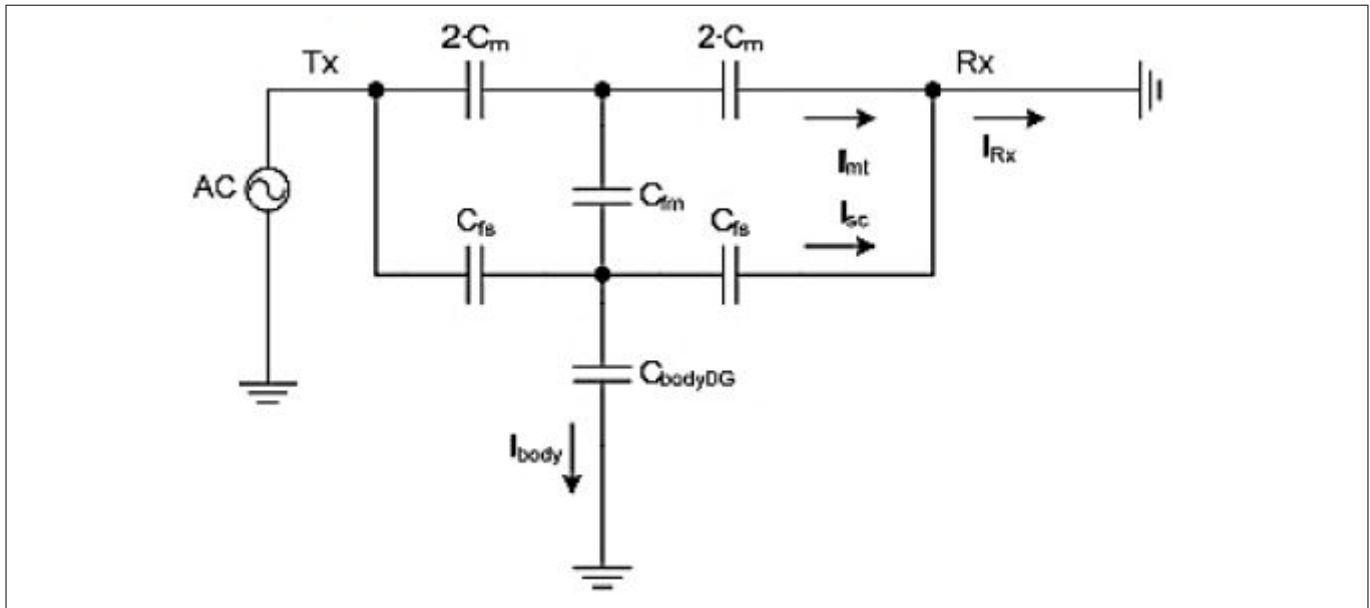 2·Cm 2·Cm
Tx Rx
Imt IRx
AC Cfm Isc
Cfs Cfs
CbodyDG
Ibody